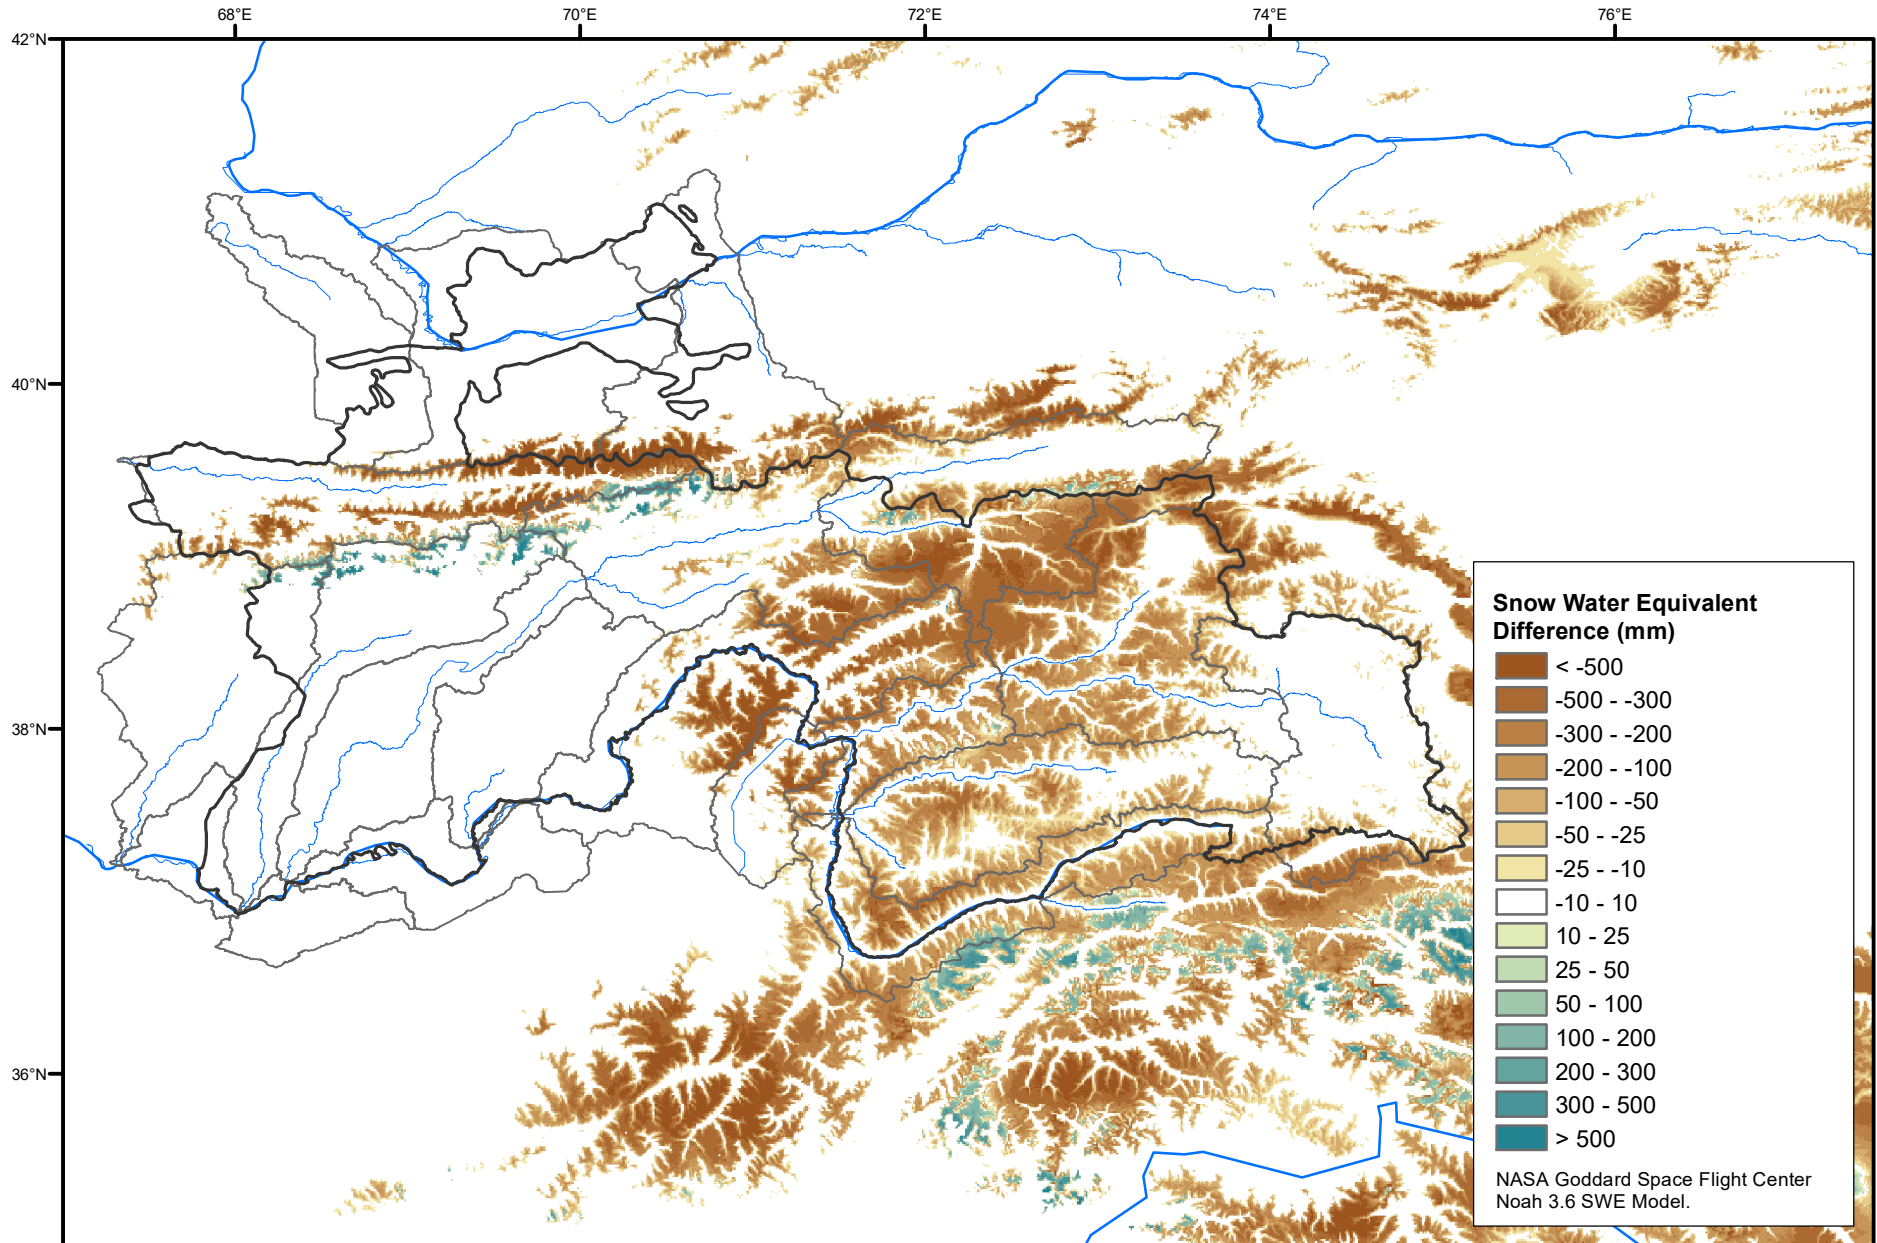 68°E
70°E
72°E
74°E
76°E
42°N
40°N
38°N
36°N
Snow Water Equivalent
Difference (mm)
< -500
-500 - -300
-300 - -200
-200 - -100
-100 - -50
-50 - -25
-25 - -10
-10 - 10
10 - 25
25 - 50
50 - 100
100 - 200
200 - 300
300 - 500
> 500
NASA Goddard Space Flight Center
Noah 3.6 SWE Model.